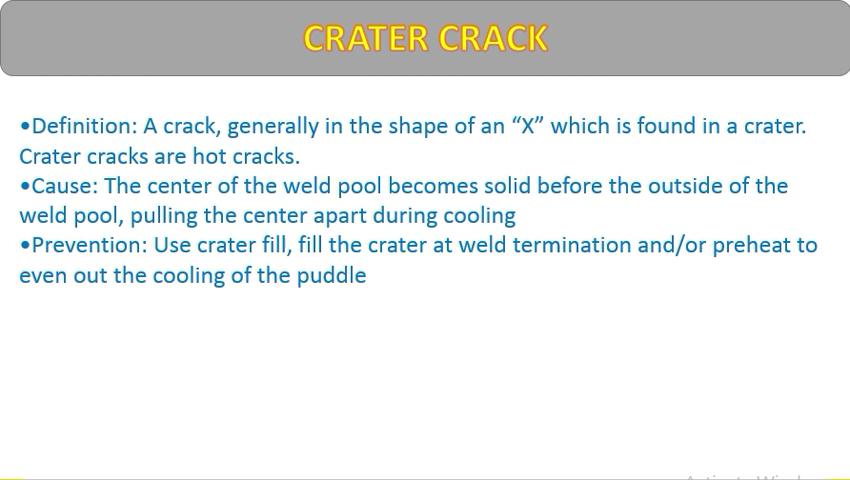 CRATER CRACK
•Definition: A crack, generally in the shape of an “X” which is found in a crater.
Crater cracks are hot cracks.
•Cause: The center of the weld pool becomes solid before the outside of the
weld pool, pulling the center apart during cooling
•Prevention: Use crater fill, fill the crater at weld termination and/or preheat to
even out the cooling of the puddle